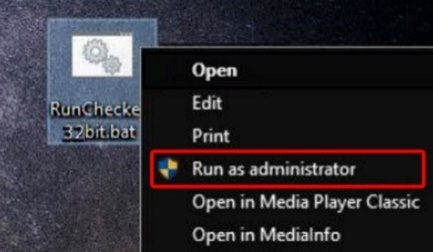 RunChecke
32bit.bat
Open
Edit
Print
Run as administrator
Open in Media Player Classic
Open in MediaInfo